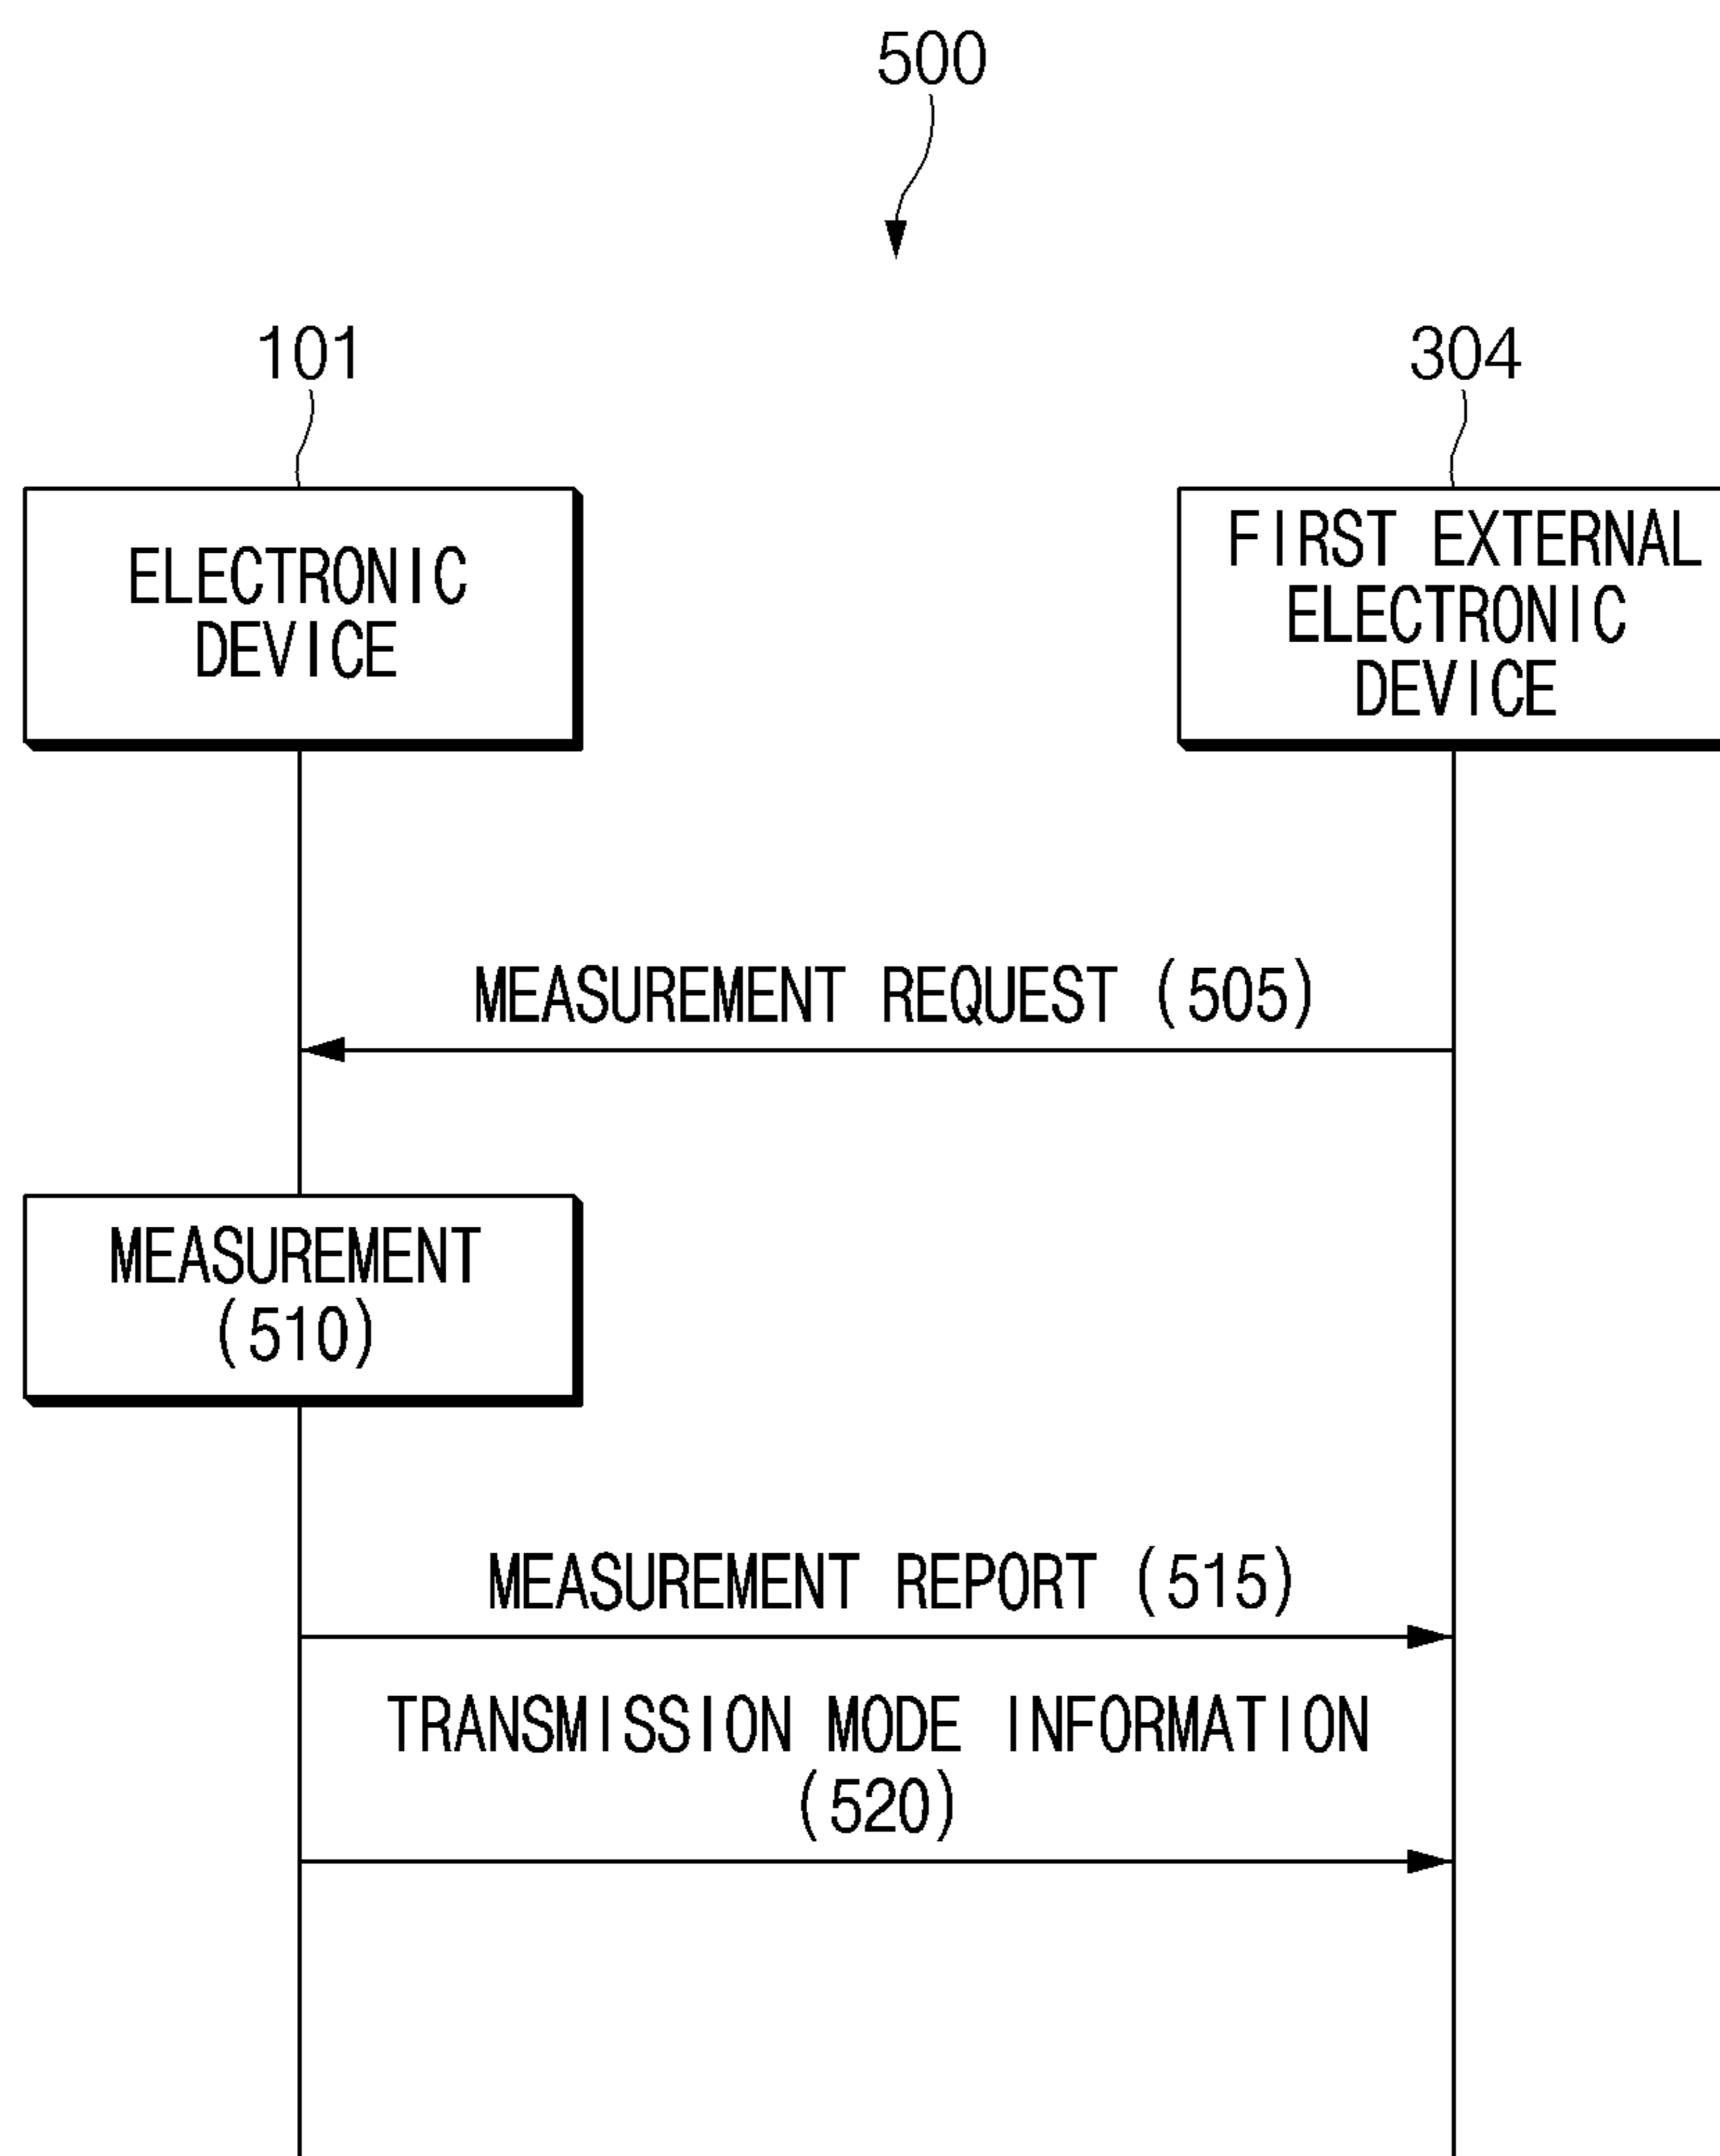 500
101
304
ELECTRONIC
DEVICE
FIRST EXTERNAL
ELECTRONIC
DEVICE
MEASUREMENT REQUEST (505)
MEASUREMENT
(510)
MEASUREMENT REPORT (515)
TRANSMISSION MODE INFORMATION
(520)